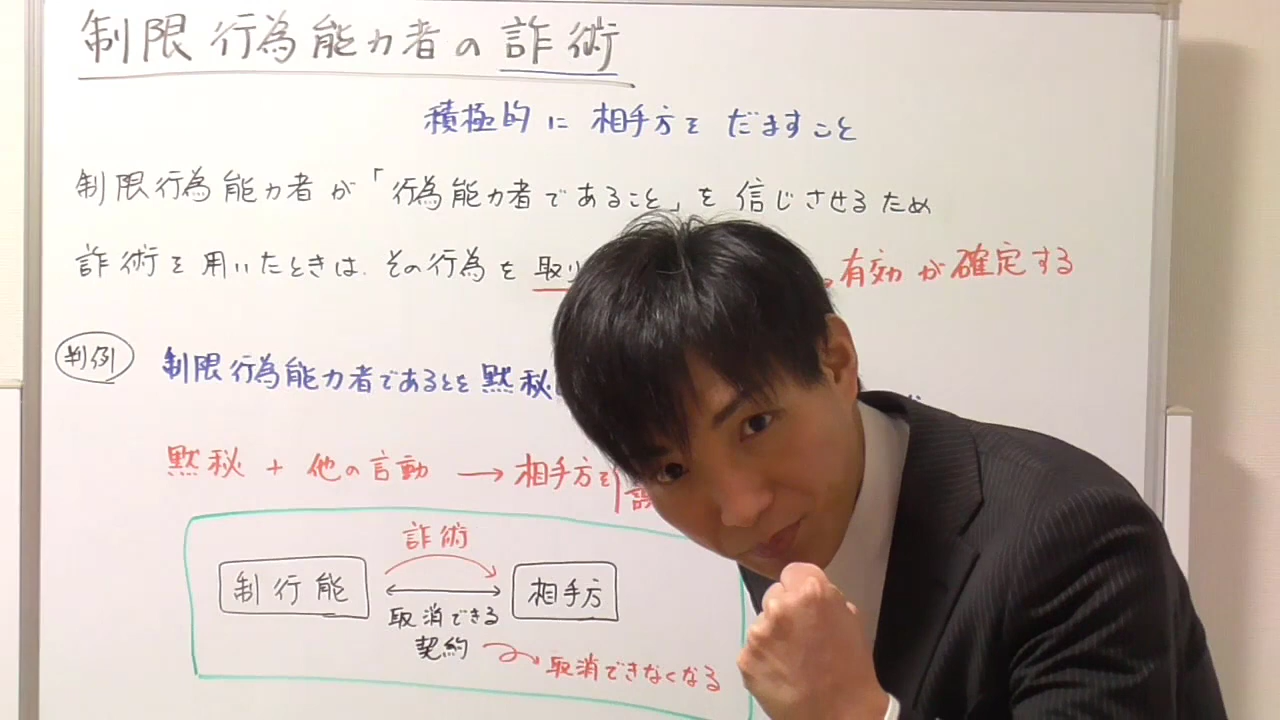 制限行為能力者の詐術
積極的に相手方を だますこと
制限行為能力者が「行為能力者であること」を信じさせるため
詐術を用いたときは、その行為を取り
有効が確定する
判例
制限行為能力者であることを黙秘
黙秘 + 他の言動 → 相手方を
誤
詐術
制行能
相手方
取消できる
契約
取消できなくなる